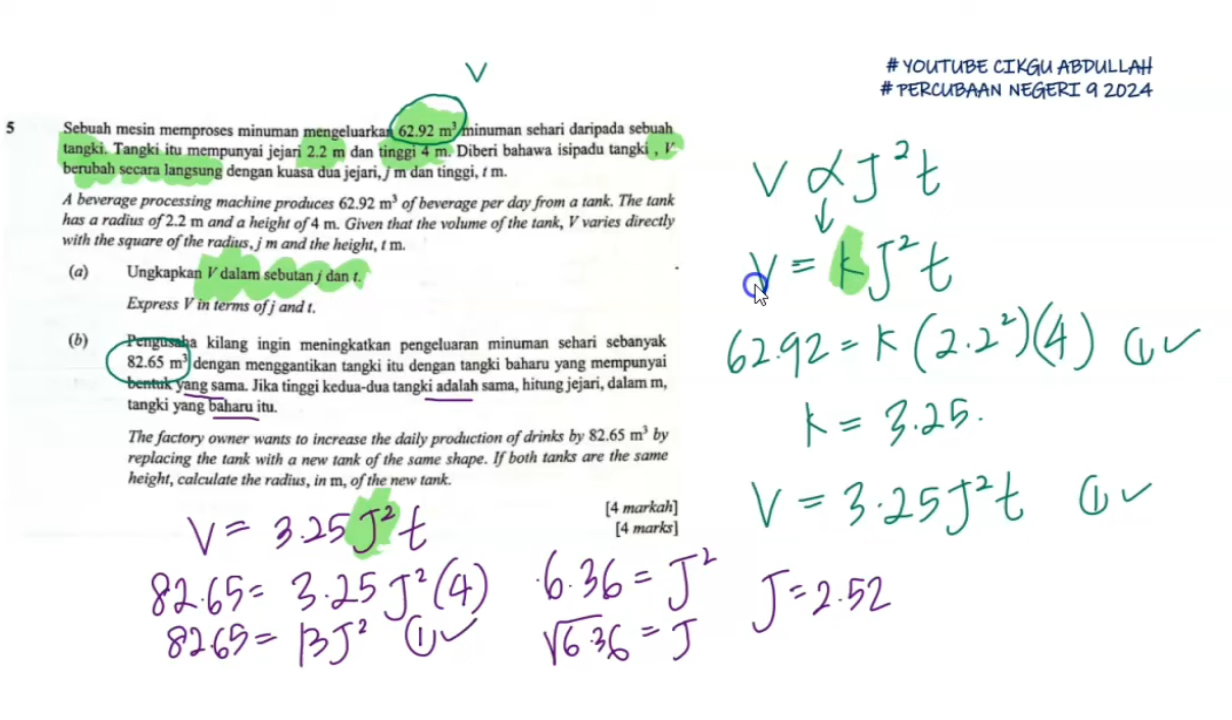 V
# YOUTUBE CIKGU ABDULLAH
# PERCUBAAN NEGERI 9 2024
5
Sebuah mesin memproses minuman mengeluarkan 62.92 m³ minuman sehari daripada sebuah
tangki. Tangki itu mempunyai jejari 2.2 m dan tinggi 4 m. Diberi bahawa isipadu tangki , V
berubah secara langsung dengan kuasa dua jejari, j m dan tinggi, t m.
A beverage processing machine produces 62.92 m³ of beverage per day from a tank. The tank
has a radius of 2.2 m and a height of 4 m. Given that the volume of the tank, V varies directly
with the square of the radius, j m and the height, t m.
(a) Ungkapkan V dalam sebutan j dan t.
Express V in terms of j and t.
(b) Pengusaha kilang ingin meningkatkan pengeluaran minuman sehari sebanyak
82.65 m³ dengan menggantikan tangki itu dengan tangki baharu yang mempunyai
bentuk yang sama. Jika tinggi kedua-dua tangki adalah sama, hitung jejari, dalam m,
tangki yang baharu itu.
The factory owner wants to increase the daily production of drinks by 82.65 m³ by
replacing the tank with a new tank of the same shape. If both tanks are the same
height, calculate the radius, in m, of the new tank.
[4 markah]
[4 marks]
V ∝ J²t
V = kJ²t
62.92 = k(2.2²)(4) ① ✓
k = 3.25.
V = 3.25J²t ① ✓
V = 3.25J²t
82.65 = 3.25J²(4)
82.65 = 13J² ① ✓
6.36 = J²
√6.36 = J
J = 2.52